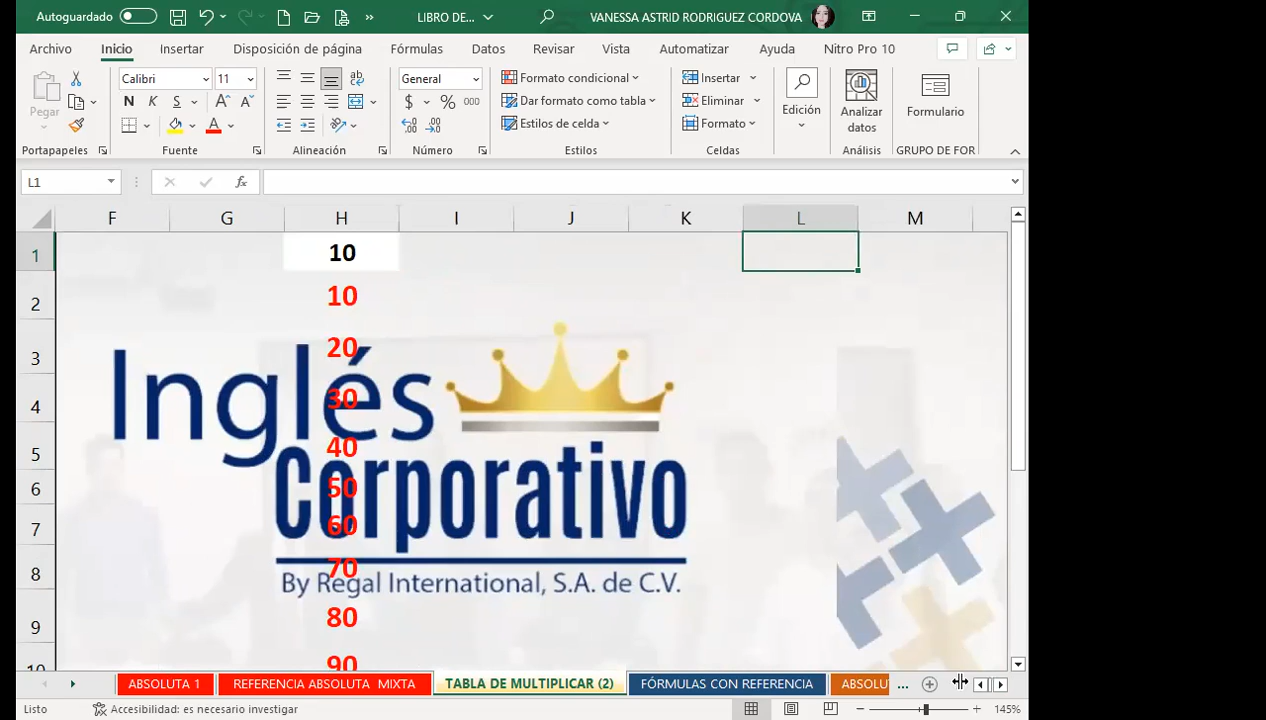 Autoguardado LIBRO DE... VANESSA ASTRID RODRIGUEZ CORDOVA
Archivo Inicio Insertar Disposición de página Fórmulas Datos Revisar Vista Automatizar Ayuda Nitro Pro 10
Pegar
Portapapeles
Calibri 11
N K S A A
A
Fuente
ab
Alineación
General
$ % 000
Número
Formato condicional
Dar formato como tabla
Estilos de celda
Estilos
Insertar
Eliminar
Formato
Celdas
Edición
Analizar
datos
Análisis
Formulario
GRUPO DE FOR
L1 fx
F G H I J K L M
1 10
2 10
3 20
4 30
5 40
6 50
7 60
8 70
9 80
10 90
Inglés
Corporativo
By Regal International, S.A. de C.V.
ABSOLUTA 1 REFERENCIA ABSOLUTA MIXTA TABLA DE MULTIPLICAR (2) FÓRMULAS CON REFERENCIA ABSOLU ...
Listo Accesibilidad: es necesario investigar 145%